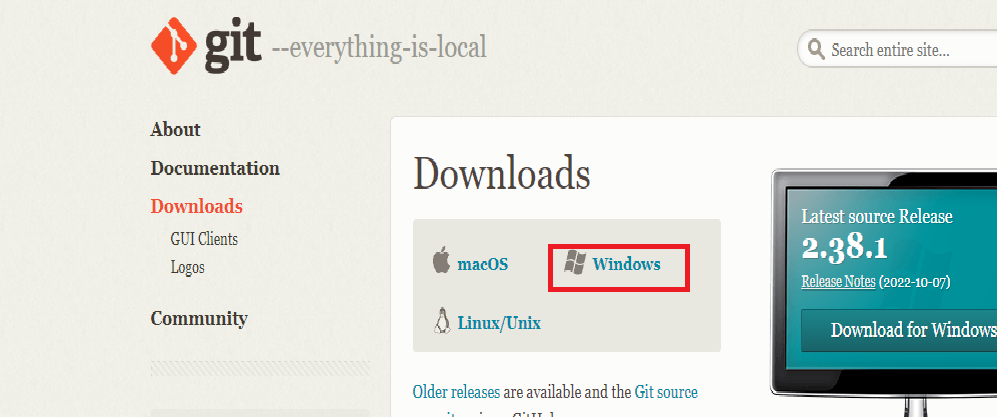 git --everything-is-local
Search entire site...
About
Documentation
Downloads
GUI Clients
Logos
Community
Downloads
macOS
Windows
Linux/Unix
Older releases are available and the Git source
Latest source Release
2.38.1
Release Notes (2022-10-07)
Download for Windows